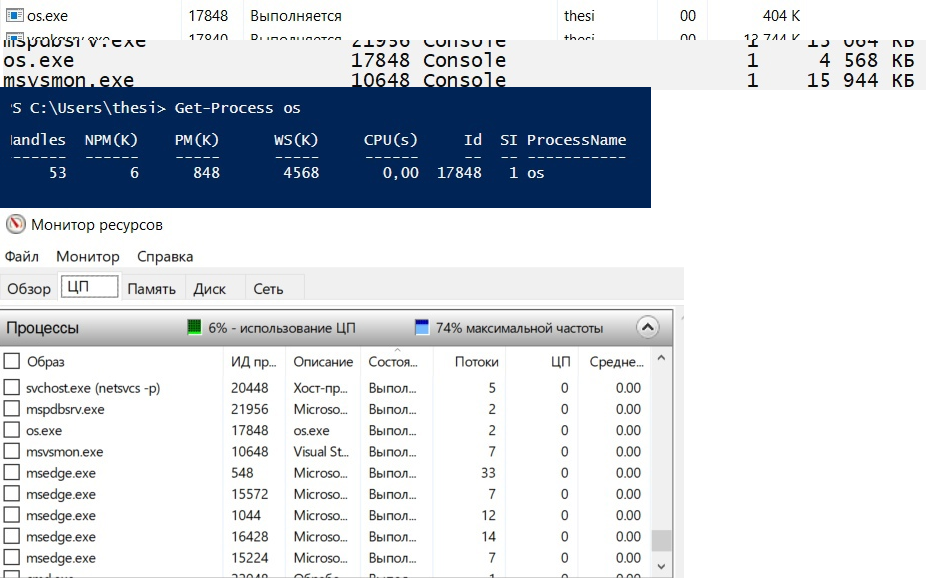 os.exe 17848 Выполняется thesi 00 404 K
17840 Выполняется thesi 00 12 744 K
mspdbsrv.exe 21956 Console 1 15 064 КБ
os.exe 17848 Console 1 4 568 КБ
msvsmon.exe 10648 Console 1 15 944 КБ
PS C:\Users\thesi> Get-Process os
Handles NPM(K) PM(K) WS(K) CPU(s) Id SI ProcessName
------- ------ ----- ----- ------ -- -- -----------
53 6 848 4568 0,00 17848 1 os
Монитор ресурсов
Файл Монитор Справка
Обзор ЦП Память Диск Сеть
Процессы 6% - использование ЦП 74% максимальной частоты
Образ ИД пр... Описание Состоя... Потоки ЦП Средне...
svchost.exe (netsvcs -p) 20448 Хост-пр... Выпол... 5 0 0.00
mspdbsrv.exe 21956 Microso... Выпол... 2 0 0.00
os.exe 17848 os.exe Выпол... 2 0 0.00
msvsmon.exe 10648 Visual St... Выпол... 7 0 0.00
msedge.exe 548 Microso... Выпол... 33 0 0.00
msedge.exe 15572 Microso... Выпол... 7 0 0.00
msedge.exe 1044 Microso... Выпол... 12 0 0.00
msedge.exe 16428 Microso... Выпол... 14 0 0.00
msedge.exe 15224 Microso... Выпол... 7 0 0.00